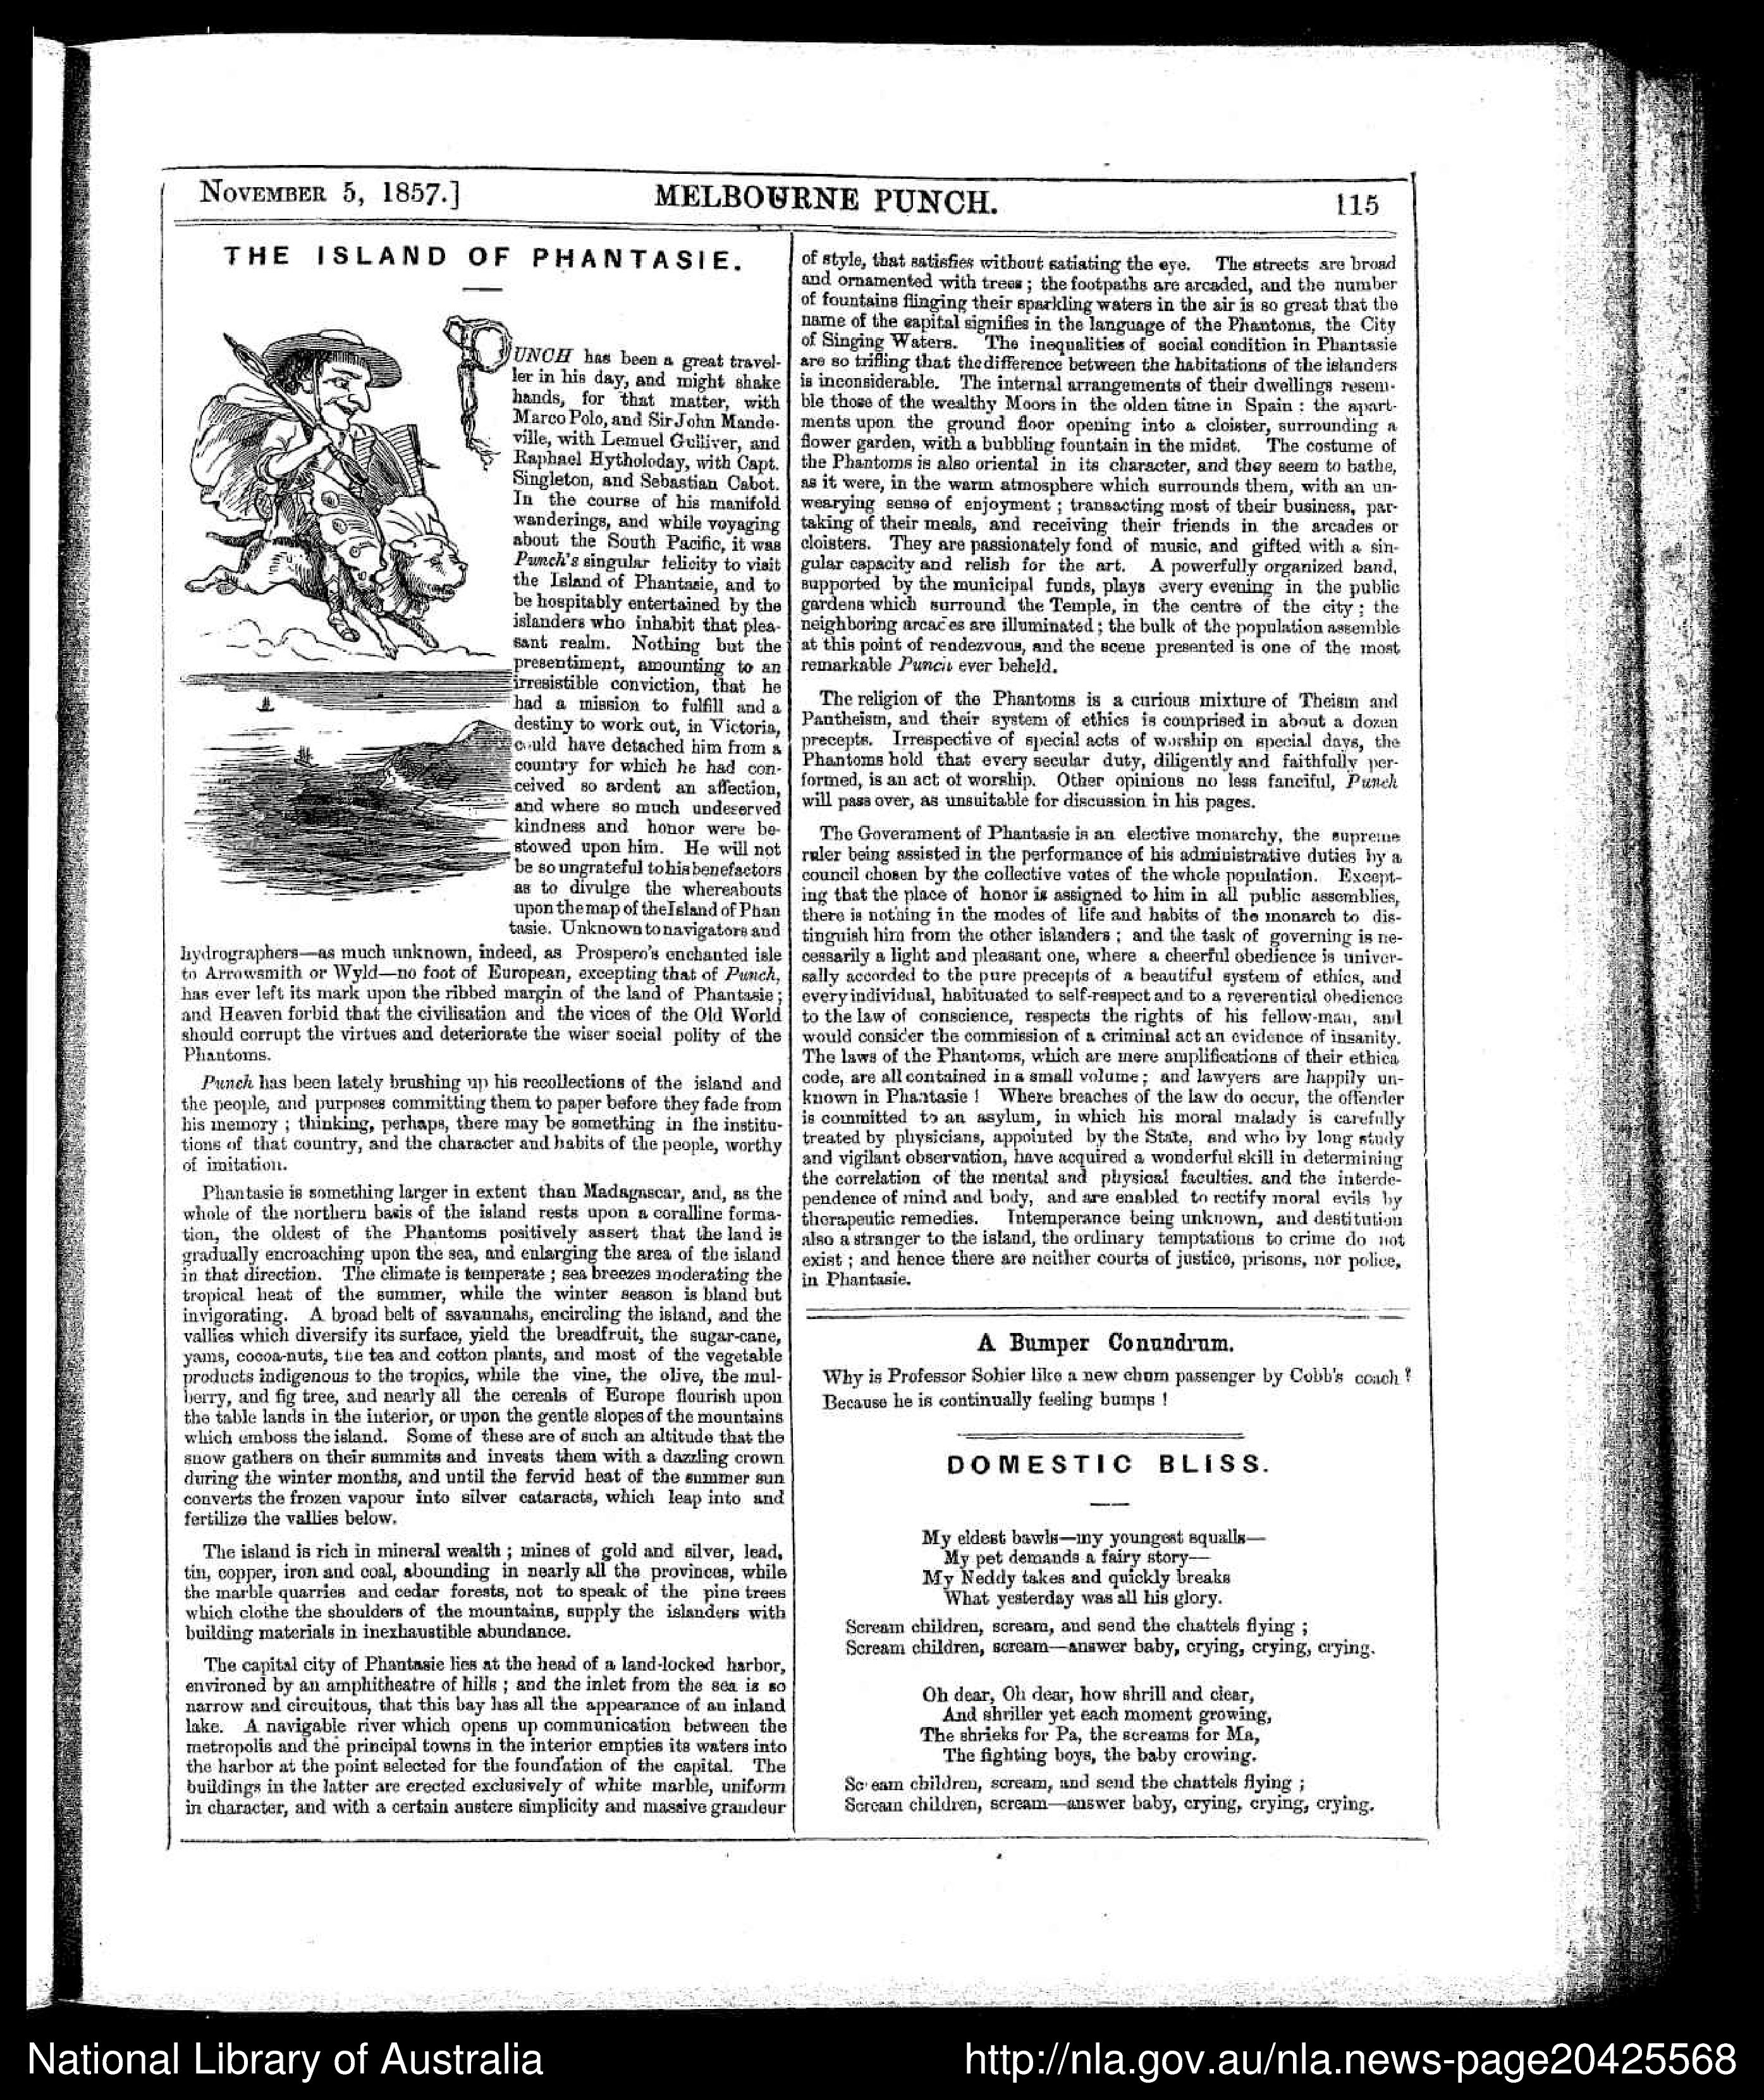 NOVEMBER 5, 1857.] MELBOURNE PUNCH. 115
THE ISLAND OF PHANTASIE.
PUNCH has been a great travel-
ler in his day, and might shake
hands, for that matter, with
Marco Polo, and Sir John Mande-
ville, with Lemuel Gulliver, and
Raphael Hytholoday, with Capt.
Singleton, and Sebastian Cabot.
In the course of his manifold
wanderings, and while voyaging
about the South Pacific, it was
Punch's singular felicity to visit
the Island of Phantasie, and to
be hospitably entertained by the
islanders who inhabit that plea-
sant realm. Nothing but the
presentiment, amounting to an
irresistible conviction, that he
had a mission to fulfill and a
destiny to work out, in Victoria,
could have detached him from a
country for which he had con-
ceived so ardent an affection,
and where so much undeserved
kindness and honor were be-
stowed upon him. He will not
be so ungrateful to his benefactors
as to divulge the whereabouts
upon the map of the Island of Phan
tasie. Unknown to navigators and
hydrographers—as much unknown, indeed, as Prospero's enchanted isle
to Arrowsmith or Wyld—no foot of European, excepting that of Punch,
has ever left its mark upon the ribbed margin of the land of Phantasie;
and Heaven forbid that the civilisation and the vices of the Old World
should corrupt the virtues and deteriorate the wiser social polity of the
Phantoms.
Punch has been lately brushing up his recollections of the island and
the people, and purposes committing them to paper before they fade from
his memory ; thinking, perhaps, there may be something in the institu-
tions of that country, and the character and habits of the people, worthy
of imitation.
Phantasie is something larger in extent than Madagascar, and, as the
whole of the northern basis of the island rests upon a coralline forma-
tion, the oldest of the Phantoms positively assert that the land is
gradually encroaching upon the sea, and enlarging the area of the island
in that direction. The climate is temperate ; sea breezes moderating the
tropical heat of the summer, while the winter season is bland but
invigorating. A broad belt of savannahs, encircling the island, and the
vallies which diversify its surface, yield the breadfruit, the sugar-cane,
yams, cocoa-nuts, the tea and cotton plants, and most of the vegetable
products indigenous to the tropics, while the vine, the olive, the mul-
berry, and fig tree, and nearly all the cereals of Europe flourish upon
the table lands in the interior, or upon the gentle slopes of the mountains
which emboss the island. Some of these are of such an altitude that the
snow gathers on their summits and invests them with a dazzling crown
during the winter months, and until the fervid heat of the summer sun
converts the frozen vapour into silver cataracts, which leap into and
fertilize the vallies below.
The island is rich in mineral wealth ; mines of gold and silver, lead,
tin, copper, iron and coal, abounding in nearly all the provinces, while
the marble quarries and cedar forests, not to speak of the pine trees
which clothe the shoulders of the mountains, supply the islanders with
building materials in inexhaustible abundance.
The capital city of Phantasie lies at the head of a land-locked harbor,
environed by an amphitheatre of hills ; and the inlet from the sea is so
narrow and circuitous, that this bay has all the appearance of an inland
lake. A navigable river which opens up communication between the
metropolis and the principal towns in the interior empties its waters into
the harbor at the point selected for the foundation of the capital. The
buildings in the latter are erected exclusively of white marble, uniform
in character, and with a certain austere simplicity and massive grandeur
of style, that satisfies without satiating the eye. The streets are broad
and ornamented with trees ; the footpaths are arcaded, and the number
of fountains flinging their sparkling waters in the air is so great that the
name of the capital signifies in the language of the Phantoms, the City
of Singing Waters. The inequalities of social condition in Phantasie
are so trifling that the difference between the habitations of the islanders
is inconsiderable. The internal arrangements of their dwellings resem-
ble those of the wealthy Moors in the olden time in Spain : the apart-
ments upon the ground floor opening into a cloister, surrounding a
flower garden, with a bubbling fountain in the midst. The costume of
the Phantoms is also oriental in its character, and they seem to bathe,
as it were, in the warm atmosphere which surrounds them, with an un-
wearying sense of enjoyment ; transacting most of their business, par-
taking of their meals, and receiving their friends in the arcades or
cloisters. They are passionately fond of music, and gifted with a sin-
gular capacity and relish for the art. A powerfully organized band,
supported by the municipal funds, plays every evening in the public
gardens which surround the Temple, in the centre of the city ; the
neighboring arcades are illuminated ; the bulk of the population assemble
at this point of rendezvous, and the scene presented is one of the most
remarkable Punch ever beheld.
The religion of the Phantoms is a curious mixture of Theism and
Pantheism, and their system of ethics is comprised in about a dozen
precepts. Irrespective of special acts of worship on special days, the
Phantoms hold that every secular duty, diligently and faithfully per-
formed, is an act of worship. Other opinions no less fanciful, Punch
will pass over, as unsuitable for discussion in his pages.
The Government of Phantasie is an elective monarchy, the supreme
ruler being assisted in the performance of his administrative duties by a
council chosen by the collective votes of the whole population. Except-
ing that the place of honor is assigned to him in all public assemblies,
there is nothing in the modes of life and habits of the monarch to dis-
tinguish him from the other islanders ; and the task of governing is ne-
cessarily a light and pleasant one, where a cheerful obedience is univer-
sally accorded to the pure precepts of a beautiful system of ethics, and
every individual, habituated to self-respect and to a reverential obedience
to the law of conscience, respects the rights of his fellow-man, and
would consider the commission of a criminal act an evidence of insanity.
The laws of the Phantoms, which are mere amplifications of their ethica
code, are all contained in a small volume ; and lawyers are happily un-
known in Phantasie ! Where breaches of the law do occur, the offender
is committed to an asylum, in which his moral malady is carefully
treated by physicians, appointed by the State, and who by long study
and vigilant observation, have acquired a wonderful skill in determining
the correlation of the mental and physical faculties. and the interde-
pendence of mind and body, and are enabled to rectify moral evils by
therapeutic remedies. Intemperance being unknown, and destitution
also a stranger to the island, the ordinary temptations to crime do not
exist ; and hence there are neither courts of justice, prisons, nor police,
in Phantasie.
A Bumper Conundrum.
Why is Professor Sohier like a new chum passenger by Cobb's coach ?
Because he is continually feeling bumps !
DOMESTIC BLISS.
My eldest bawls—my youngest squalls—
My pet demands a fairy story—
My Neddy takes and quickly breaks
What yesterday was all his glory.
Scream children, scream, and send the chattels flying ;
Scream children, scream—answer baby, crying, crying, crying.
Oh dear, Oh dear, how shrill and clear,
And shriller yet each moment growing,
The shrieks for Pa, the screams for Ma,
The fighting boys, the baby crowing.
Scream children, scream, and send the chattels flying ;
Scream children, scream—answer baby, crying, crying, crying.
National Library of Australia http://nla.gov.au/nla.news-page20425568